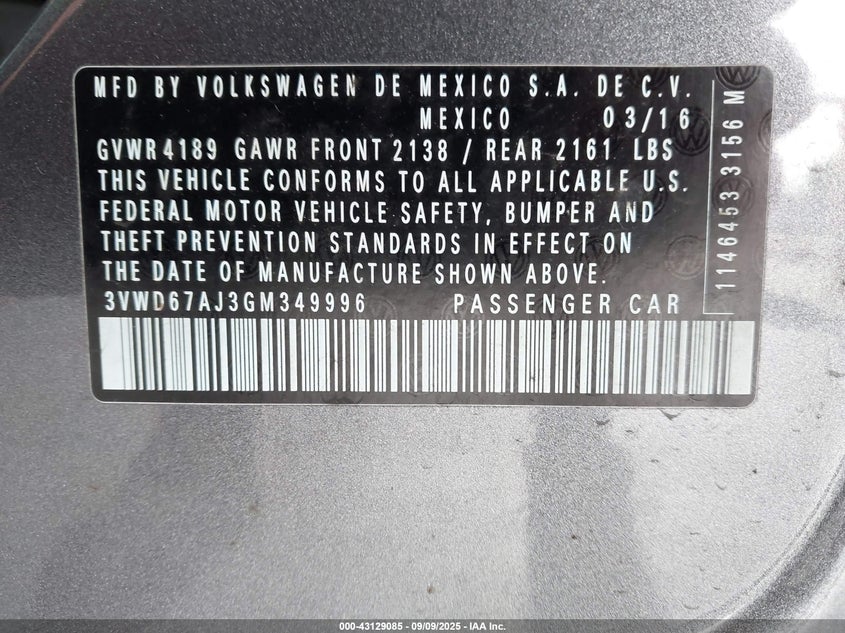 MFD BY VOLKSWAGEN DE MEXICO S.A. DE C.V.
MEXICO 03/16
GVWR 4189 GAWR FRONT 2138 / REAR 2161 LBS
THIS VEHICLE CONFORMS TO ALL APPLICABLE U.S.
FEDERAL MOTOR VEHICLE SAFETY, BUMPER AND
THEFT PREVENTION STANDARDS IN EFFECT ON
THE DATE OF MANUFACTURE SHOWN ABOVE.
3VWD67AJ3GM349996 PASSENGER CAR
1146453 3156 M
000-43129085 - 09/09/2025 - IAA Inc.